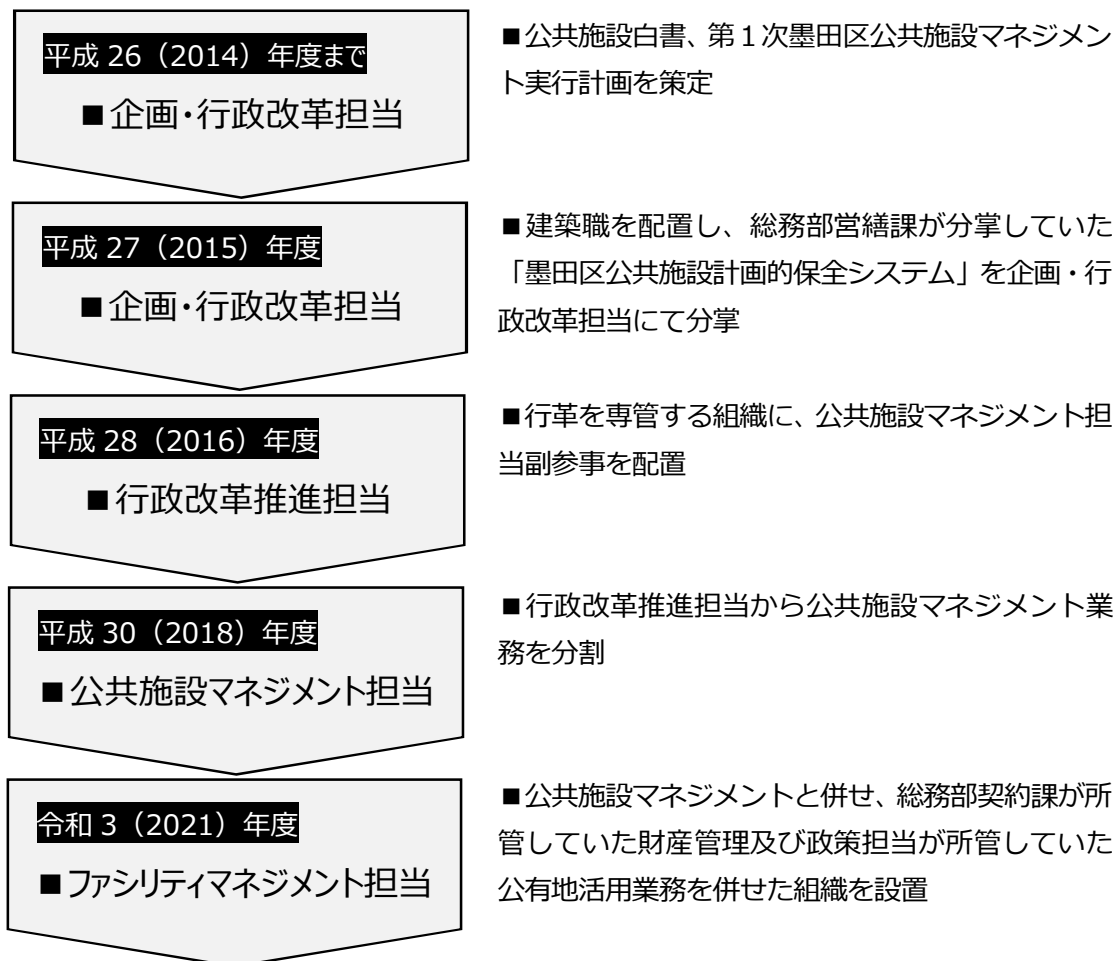 平成 26（2014）年度まで
■企画・行政改革担当
■公共施設白書、第１次墨田区公共施設マネジメン
ト実行計画を策定
平成 27（2015）年度
■企画・行政改革担当
■建築職を配置し、総務部営繕課が分掌していた
「墨田区公共施設計画的保全システム」を企画・行
政改革担当にて分掌
平成 28（2016）年度
■行政改革推進担当
■行革を専管する組織に、公共施設マネジメント担
当副参事を配置
平成 30（2018）年度
■公共施設マネジメント担当
■行政改革推進担当から公共施設マネジメント業
務を分割
令和 3（2021）年度
■ファシリティマネジメント担当
■公共施設マネジメントと併せ、総務部契約課が所
管していた財産管理及び政策担当が所管していた
公有地活用業務を併せた組織を設置